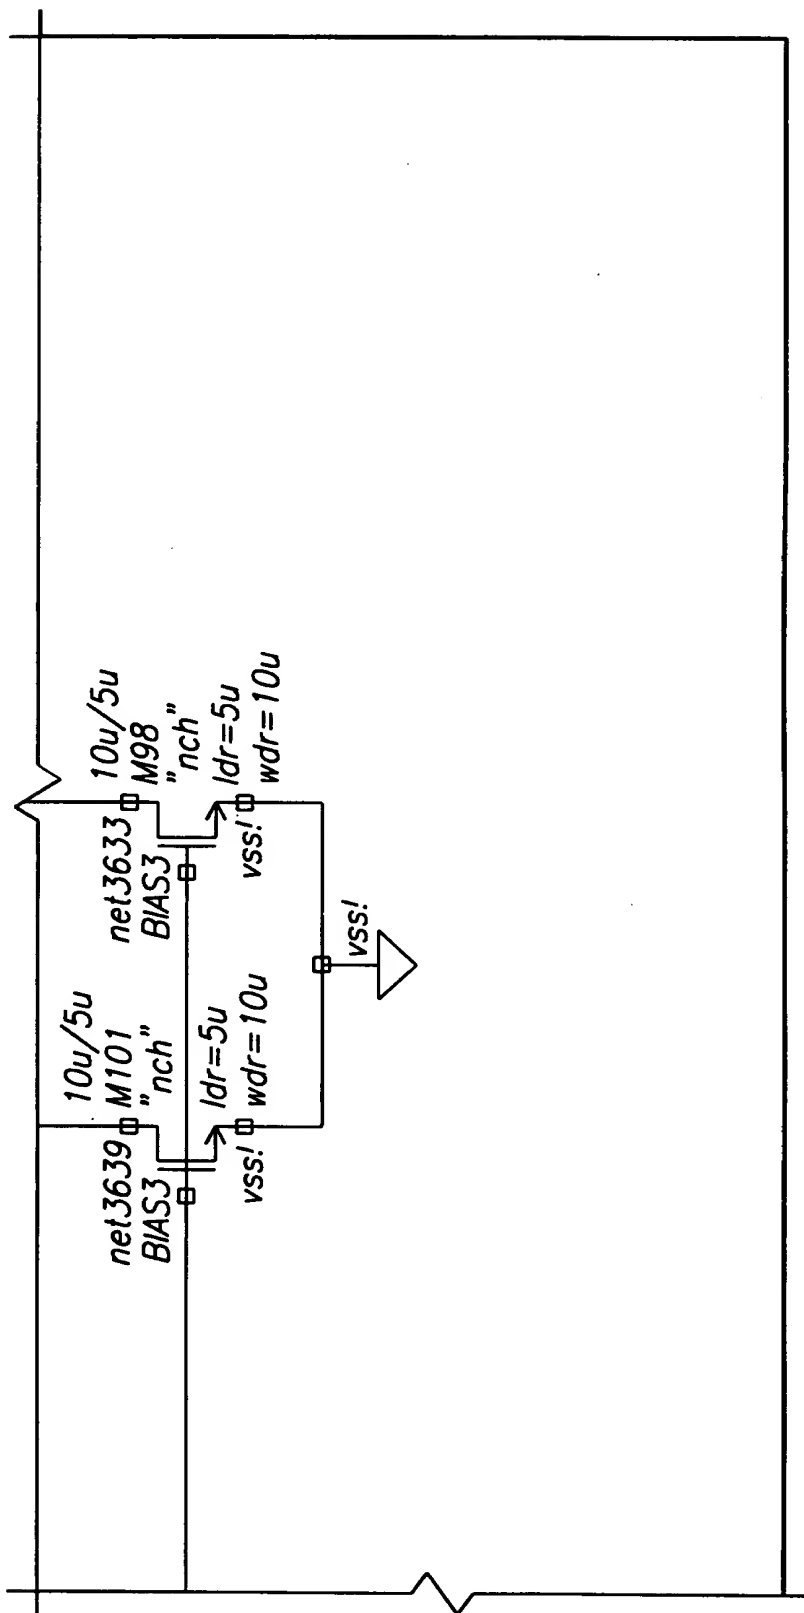 10u/5u
M101
"nch"
net3639
BIAS3
ldr=5u
wdr=10u
vss!
10u/5u
M98
"nch"
net3633
BIAS3
ldr=5u
wdr=10u
vss!
vss!